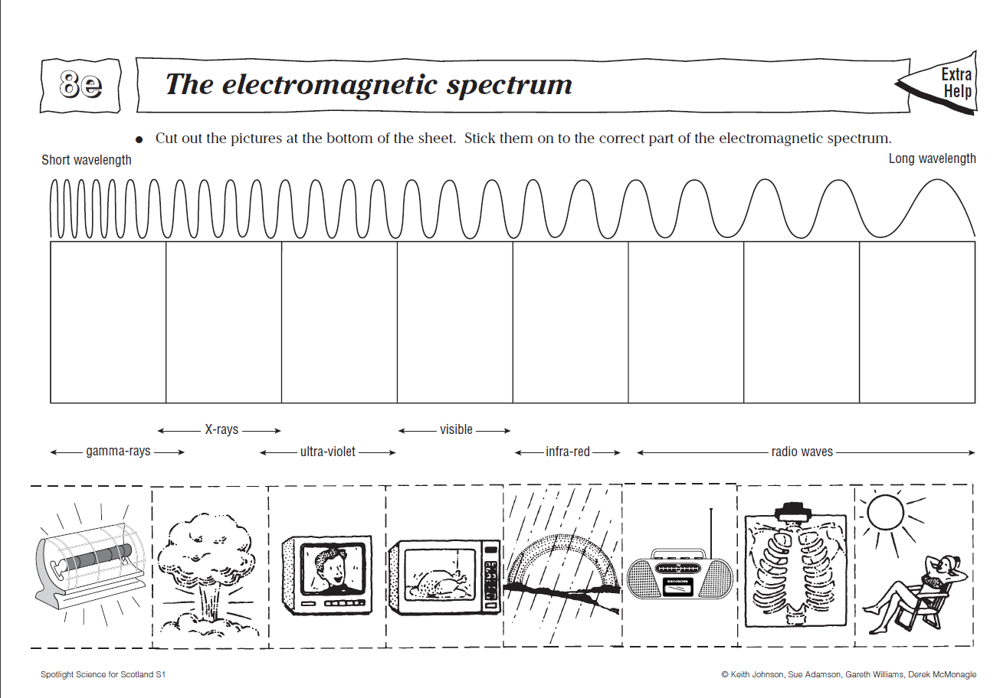 8e
The electromagnetic spectrum
Extra
Help
● Cut out the pictures at the bottom of the sheet. Stick them on to the correct part of the electromagnetic spectrum.
Short wavelength
Long wavelength
X-rays
visible
gamma-rays
ultra-violet
infra-red
radio waves
RECORDER
Spotlight Science for Scotland S1
© Keith Johnson, Sue Adamson, Gareth Williams, Derek McMonagle